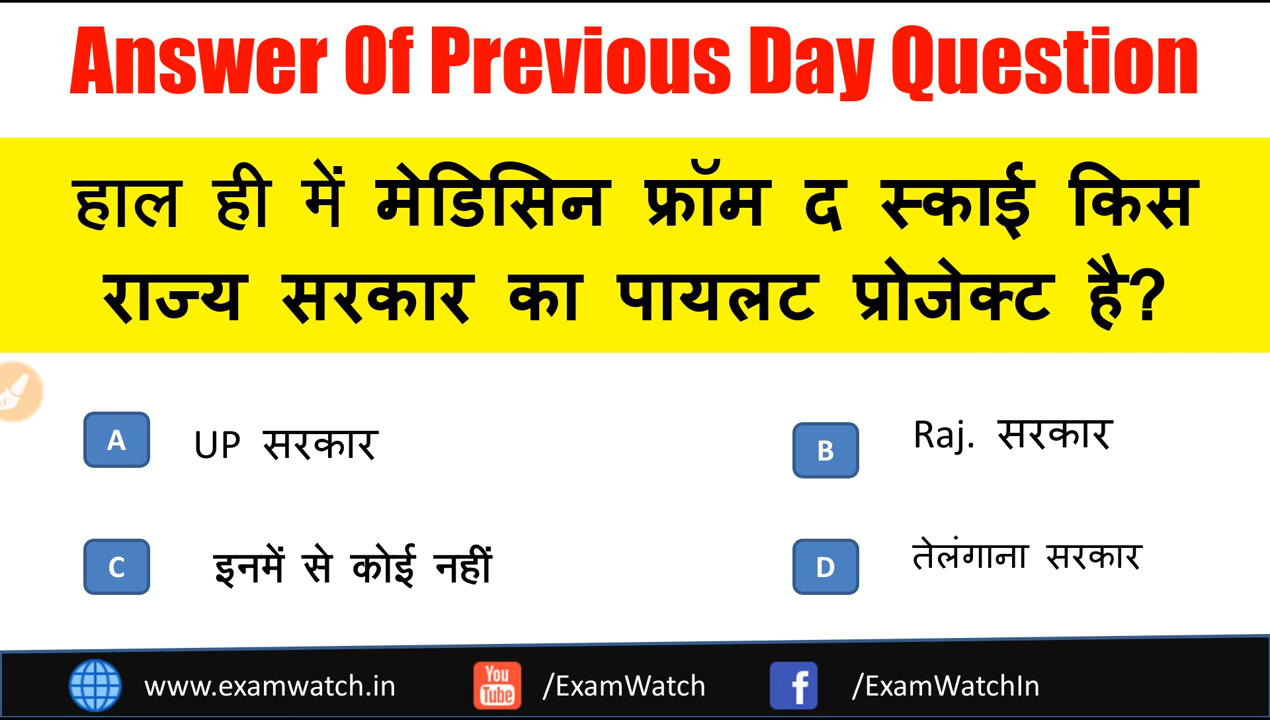 Answer Of Previous Day Question
हाल ही में मेडिसिन फ्रॉम द स्काई किस
राज्य सरकार का पायलट प्रोजेक्ट है?
A UP सरकार
B Raj. सरकार
C इनमें से कोई नहीं
D तेलंगाना सरकार
www.examwatch.in You Tube /ExamWatch f /ExamWatchIn